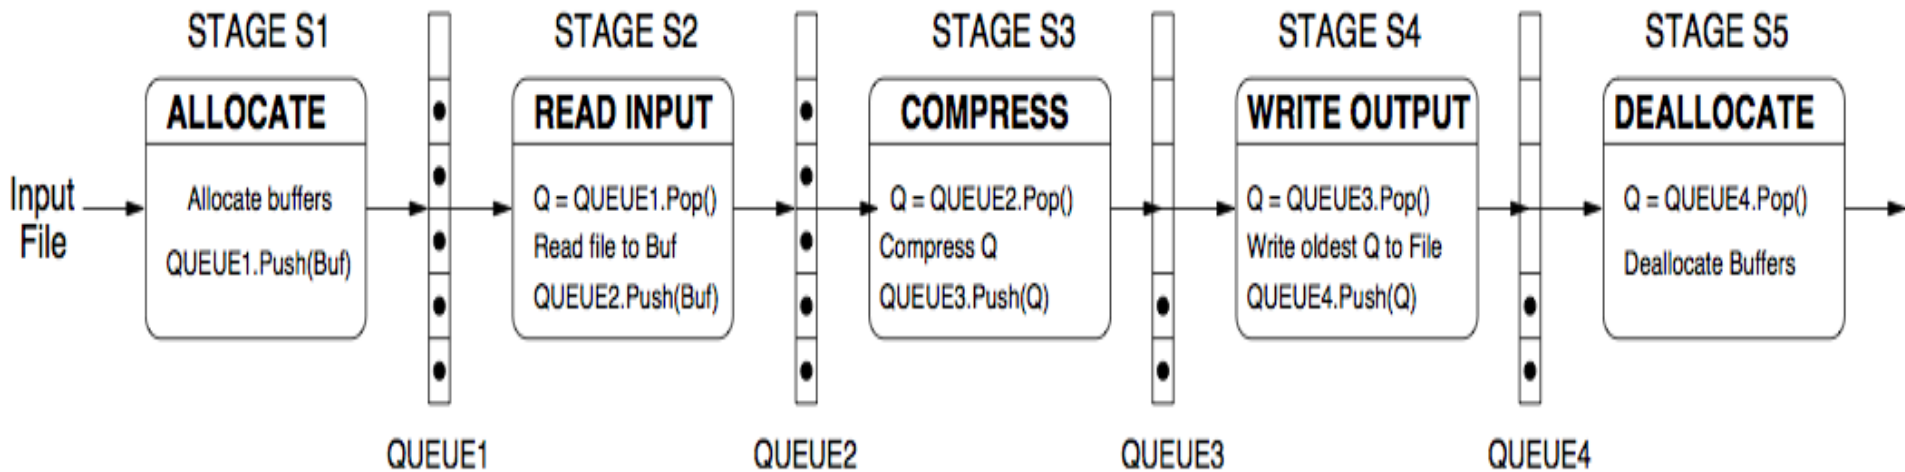 STAGE S1
STAGE S2
STAGE S3
STAGE S4
STAGE S5
Input
File
ALLOCATE
Allocate buffers
QUEUE1.Push(Buf)
READ INPUT
Q = QUEUE1.Pop()
Read file to Buf
QUEUE2.Push(Buf)
COMPRESS
Q = QUEUE2.Pop()
Compress Q
QUEUE3.Push(Q)
WRITE OUTPUT
Q = QUEUE3.Pop()
Write oldest Q to File
QUEUE4.Push(Q)
DEALLOCATE
Q = QUEUE4.Pop()
Deallocate Buffers
QUEUE1
QUEUE2
QUEUE3
QUEUE4